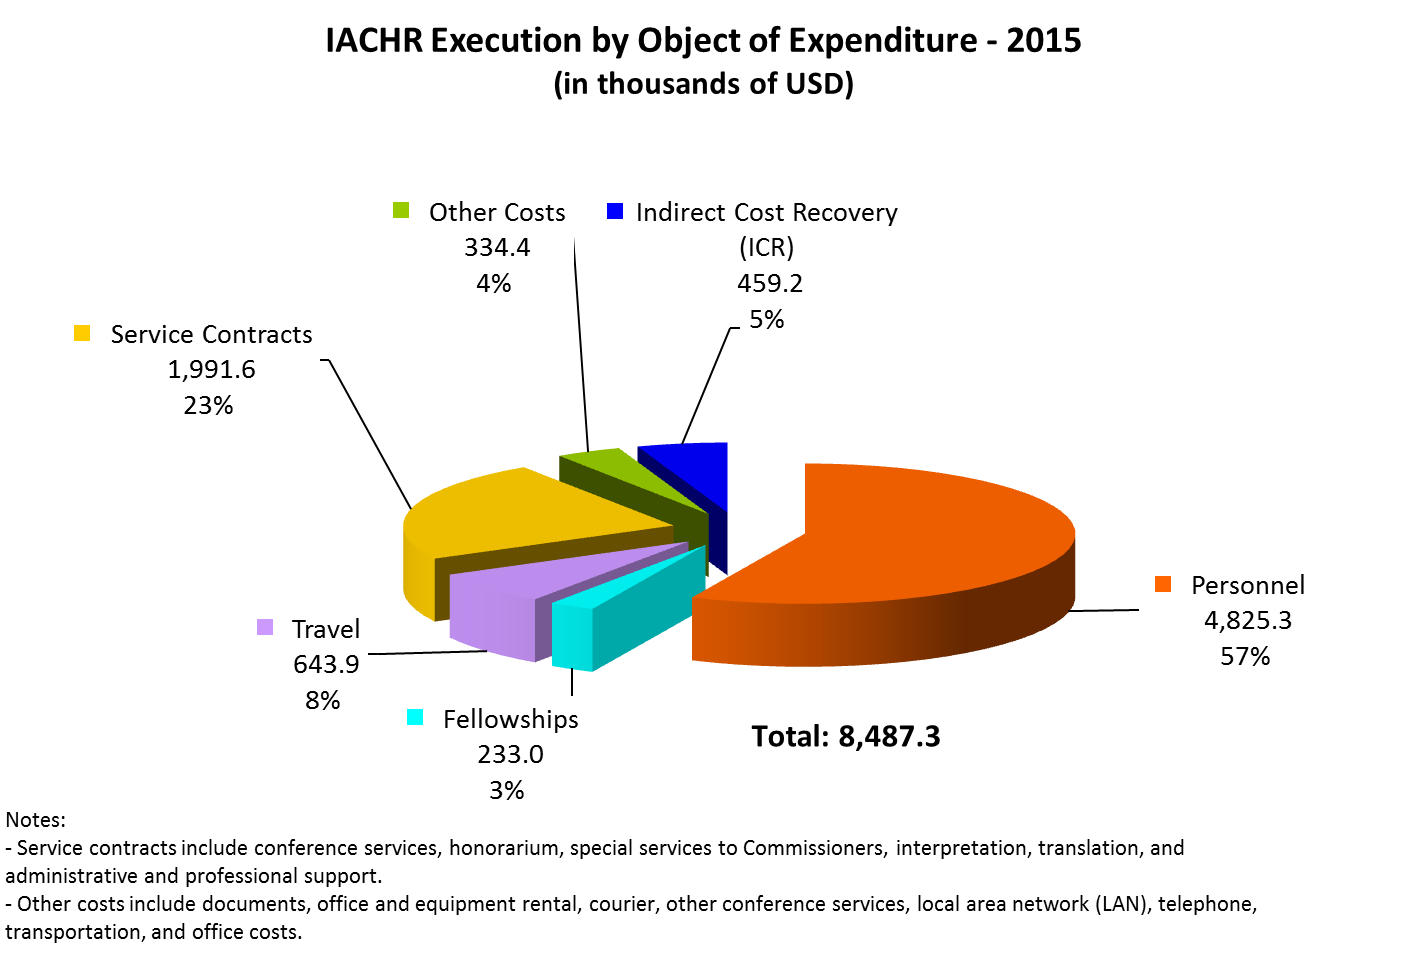 IACHR Execution by Object of Expenditure - 2015
(in thousands of USD)
Other Costs
334.4
4%
Indirect Cost Recovery
(ICR)
459.2
5%
Service Contracts
1,991.6
23%
Personnel
4,825.3
57%
Travel
643.9
8%
Fellowships
233.0
3%
Total: 8,487.3
Notes:
- Service contracts include conference services, honorarium, special services to Commissioners, interpretation, translation, and
administrative and professional support.
- Other costs include documents, office and equipment rental, courier, other conference services, local area network (LAN), telephone,
transportation, and office costs.